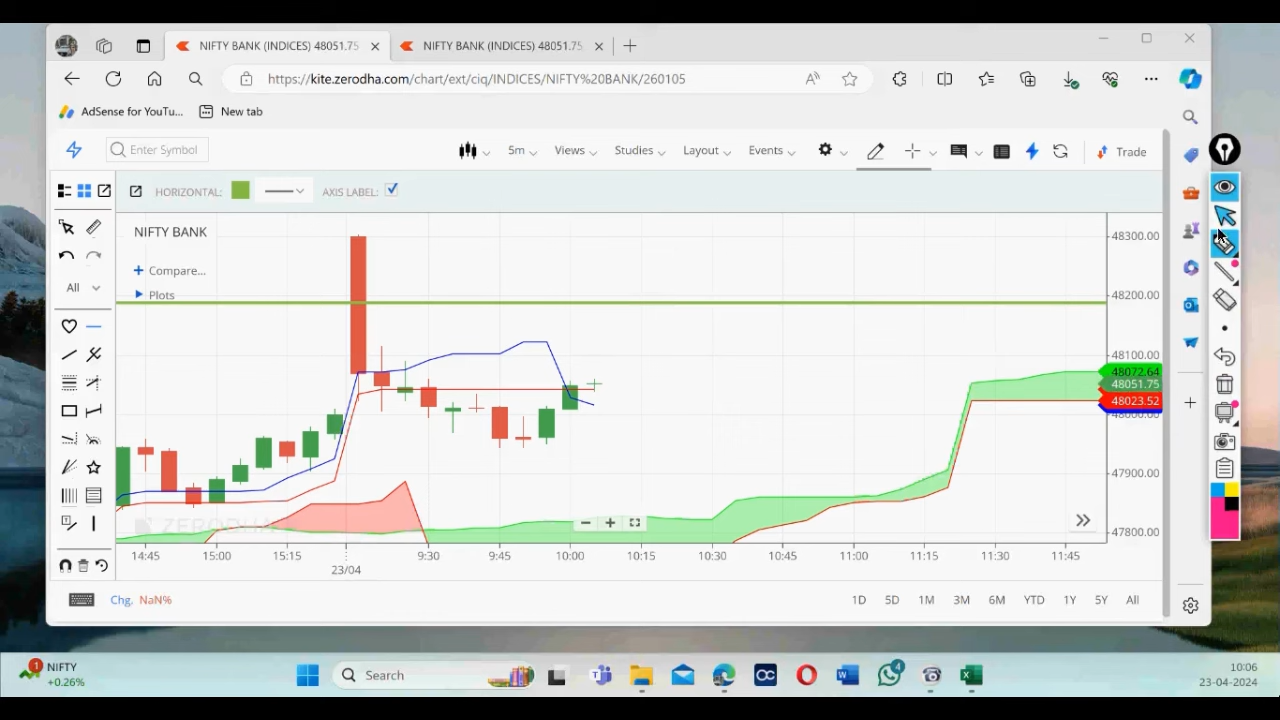 NIFTY BANK (INDICES) 48051.75
NIFTY BANK (INDICES) 48051.75
https://kite.zerodha.com/chart/ext/ciq/INDICES/NIFTY%20BANK/260105
AdSense for YouTu...
New tab
Enter Symbol
5m
Views
Studies
Layout
Events
Trade
HORIZONTAL:
AXIS LABEL:
NIFTY BANK
Compare...
Plots
All
48300.00
48200.00
48100.00
48072.64
48051.75
48023.52
48000.00
47900.00
47800.00
ZERODHA
14:45
15:00
15:15
9:30
9:45
10:00
10:15
10:30
10:45
11:00
11:15
11:30
11:45
23/04
Chg. NaN%
1D
5D
1M
3M
6M
YTD
1Y
5Y
All
1
NIFTY
+0.26%
Search
4
10:06
23-04-2024